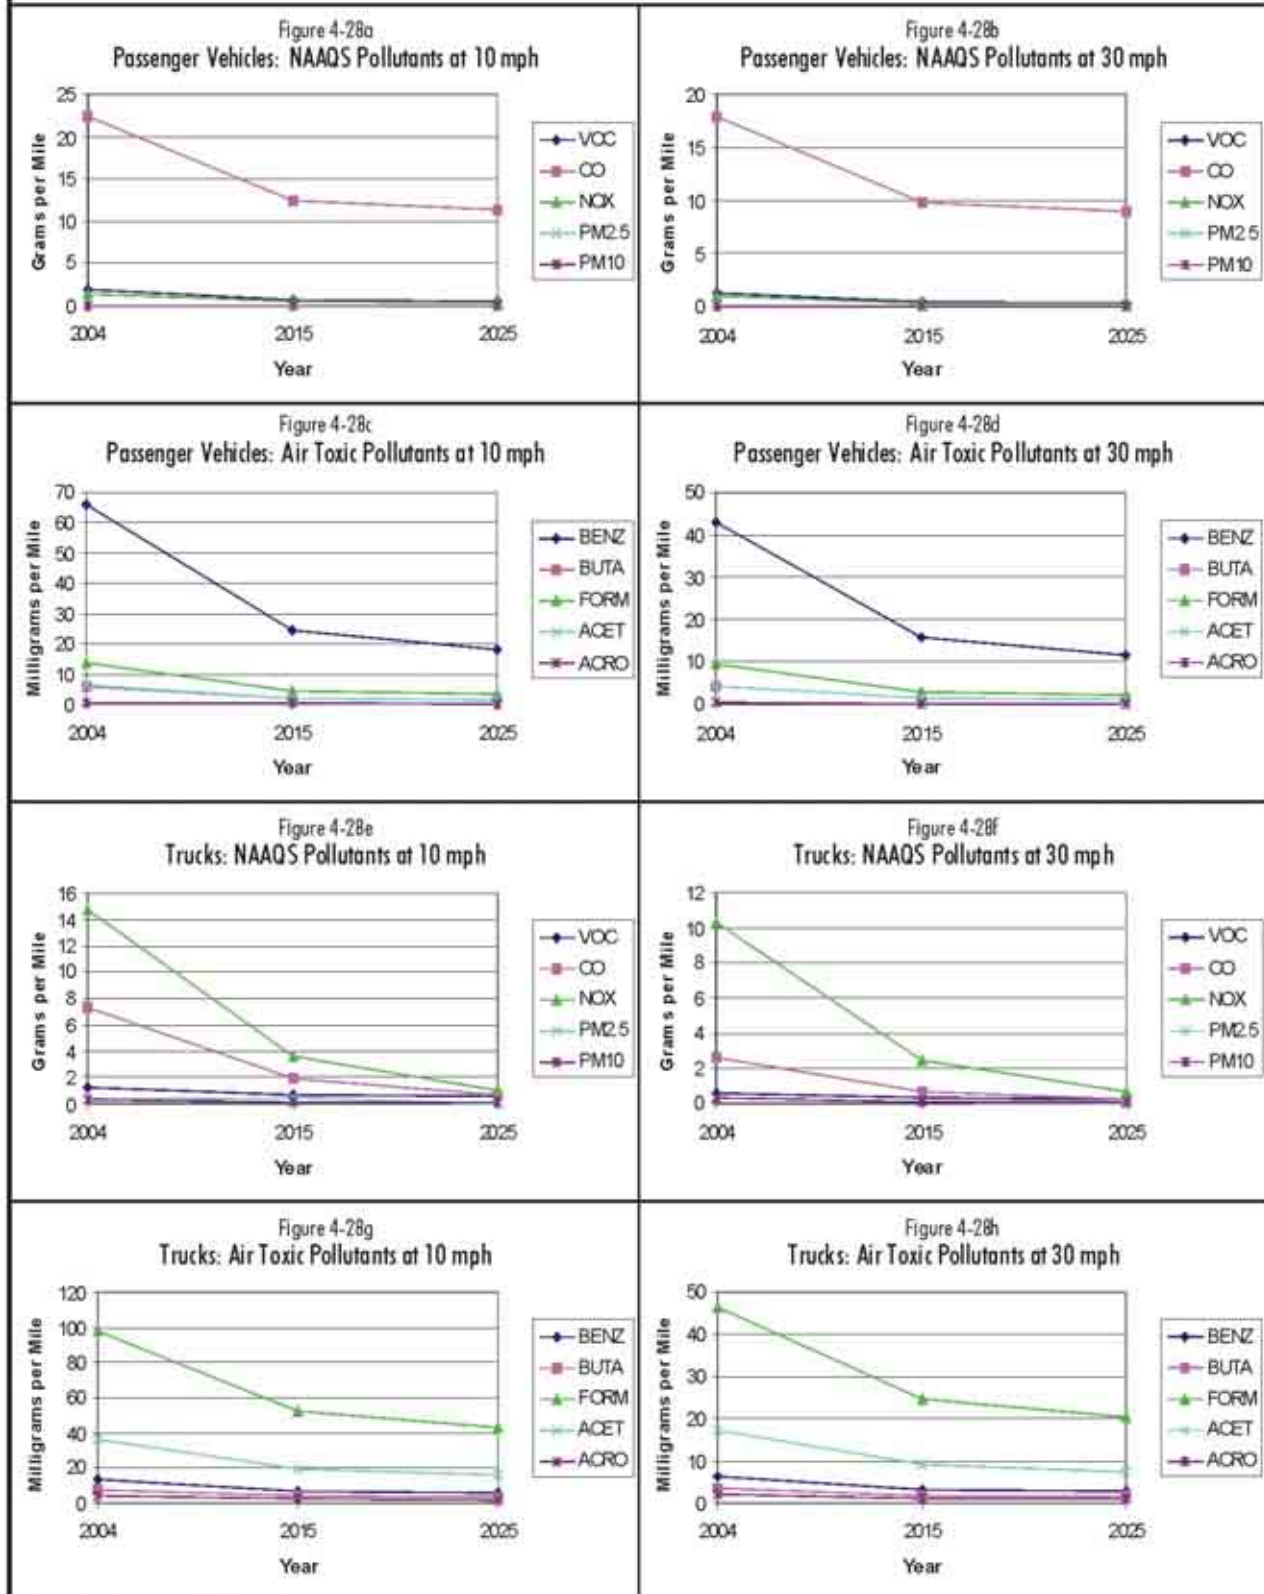 Figure 4-28a
Passenger Vehicles: NAAQS Pollutants at 10 mph
25
20
15
10
5
0
Grams per Mile
2004 2015 2025
Year
VOC
CO
NOX
PM2.5
PM10
Figure 4-28b
Passenger Vehicles: NAAQS Pollutants at 30 mph
20
15
10
5
0
Grams per Mile
2004 2015 2025
Year
VOC
CO
NOX
PM2.5
PM10
Figure 4-28c
Passenger Vehicles: Air Toxic Pollutants at 10 mph
70
60
50
40
30
20
10
0
Milligrams per Mile
2004 2015 2025
Year
BENZ
BUTA
FORM
ACET
ACRO
Figure 4-28d
Passenger Vehicles: Air Toxic Pollutants at 30 mph
50
40
30
20
10
0
Milligrams per Mile
2004 2015 2025
Year
BENZ
BUTA
FORM
ACET
ACRO
Figure 4-28e
Trucks: NAAQS Pollutants at 10 mph
16
14
12
10
8
6
4
2
0
Grams per Mile
2004 2015 2025
Year
VOC
CO
NOX
PM2.5
PM10
Figure 4-28f
Trucks: NAAQS Pollutants at 30 mph
12
10
8
6
4
2
0
Grams per Mile
2004 2015 2025
Year
VOC
CO
NOX
PM2.5
PM10
Figure 4-28g
Trucks: Air Toxic Pollutants at 10 mph
120
100
80
60
40
20
0
Milligrams per Mile
2004 2015 2025
Year
BENZ
BUTA
FORM
ACET
ACRO
Figure 4-28h
Trucks: Air Toxic Pollutants at 30 mph
50
40
30
20
10
0
Milligrams per Mile
2004 2015 2025
Year
BENZ
BUTA
FORM
ACET
ACRO